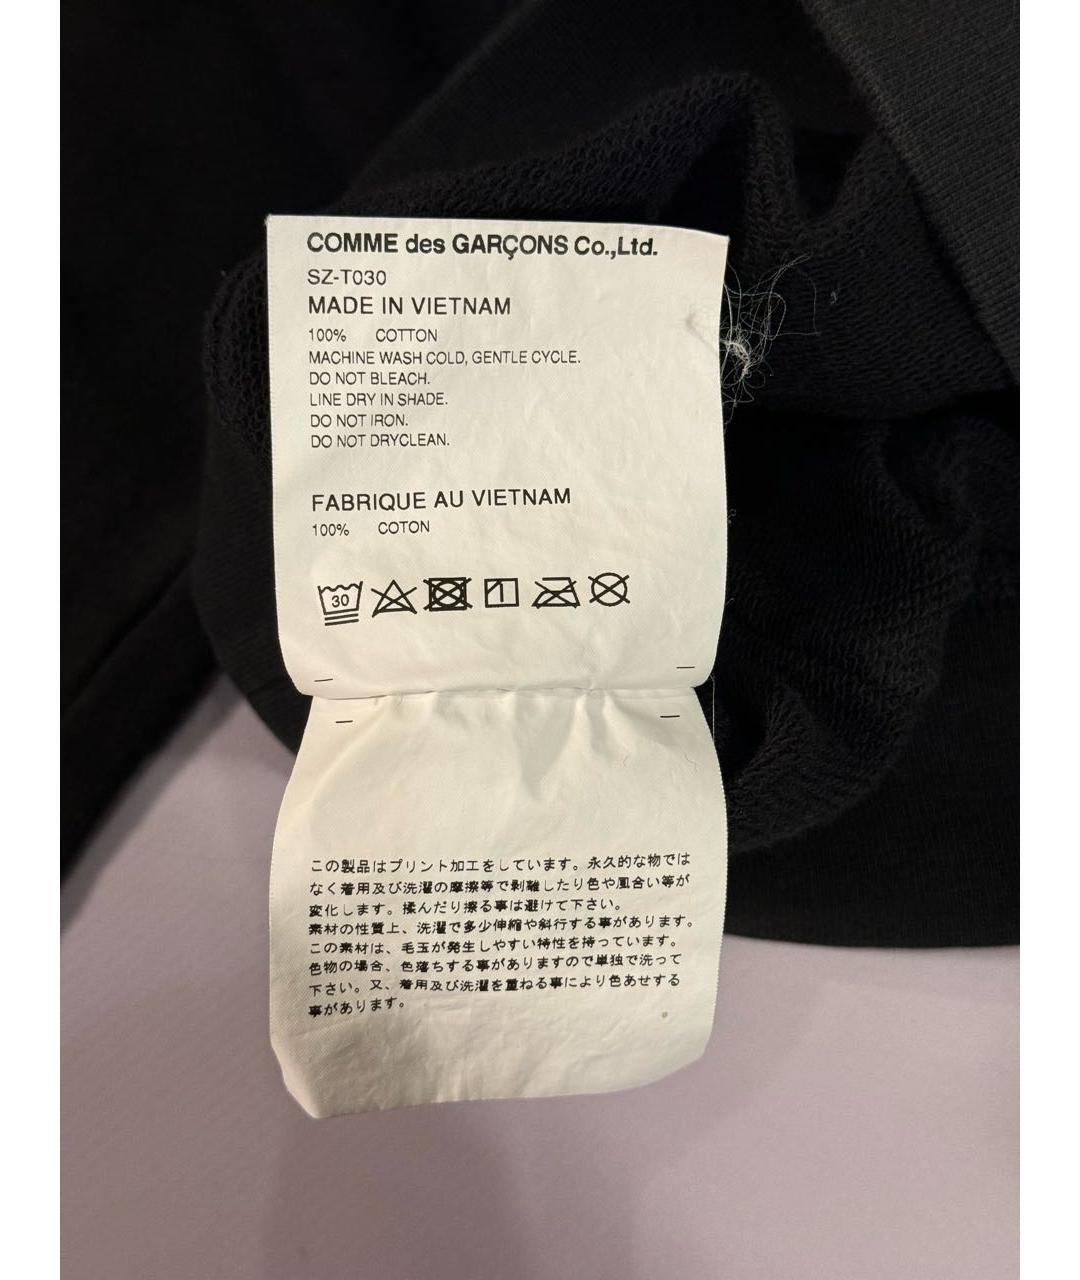 COMME des GARÇONS Co.,Ltd.
SZ-T030
MADE IN VIETNAM
100% COTTON
MACHINE WASH COLD, GENTLE CYCLE.
DO NOT BLEACH.
LINE DRY IN SHADE.
DO NOT IRON.
DO NOT DRYCLEAN.
FABRIQUE AU VIETNAM
100% COTON
30
この製品はプリント加工をしています。永久的な物では
なく着用及び洗濯の摩擦等で剥離したり色や風合い等が
変化します。揉んだり擦る事は避けて下さい。
素材の性質上、洗濯で多少伸縮や斜行する事があります。
この素材は、毛玉が発生しやすい特性を持っています。
色物の場合、色落ちする事がありますので単独で洗って
下さい。又、着用及び洗濯を重ねる事により色あせする
事があります。